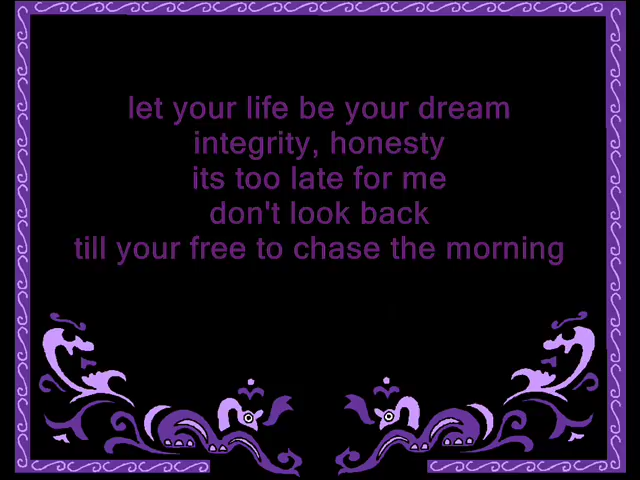 let your life be your dream
integrity, honesty
its too late for me
don't look back
till your free to chase the morning